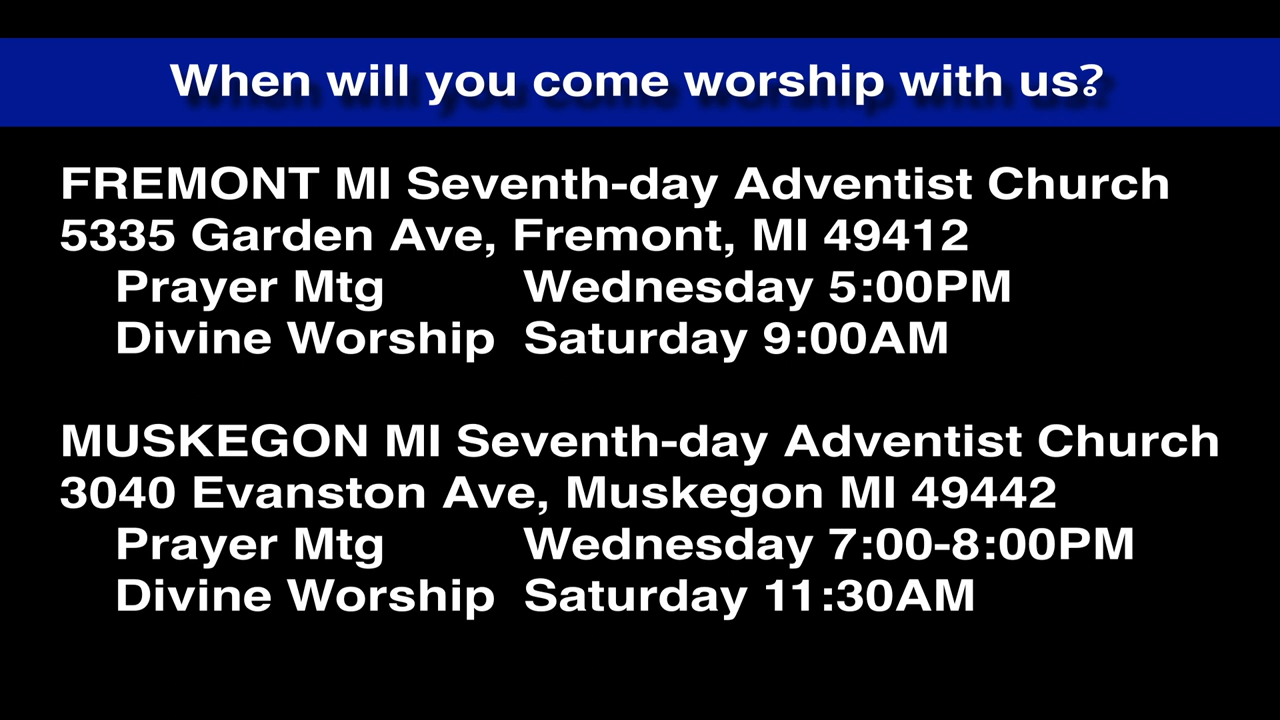 When will you come worship with us?
FREMONT MI Seventh-day Adventist Church
5335 Garden Ave, Fremont, MI 49412
Prayer Mtg Wednesday 5:00PM
Divine Worship Saturday 9:00AM
MUSKEGON MI Seventh-day Adventist Church
3040 Evanston Ave, Muskegon MI 49442
Prayer Mtg Wednesday 7:00-8:00PM
Divine Worship Saturday 11:30AM